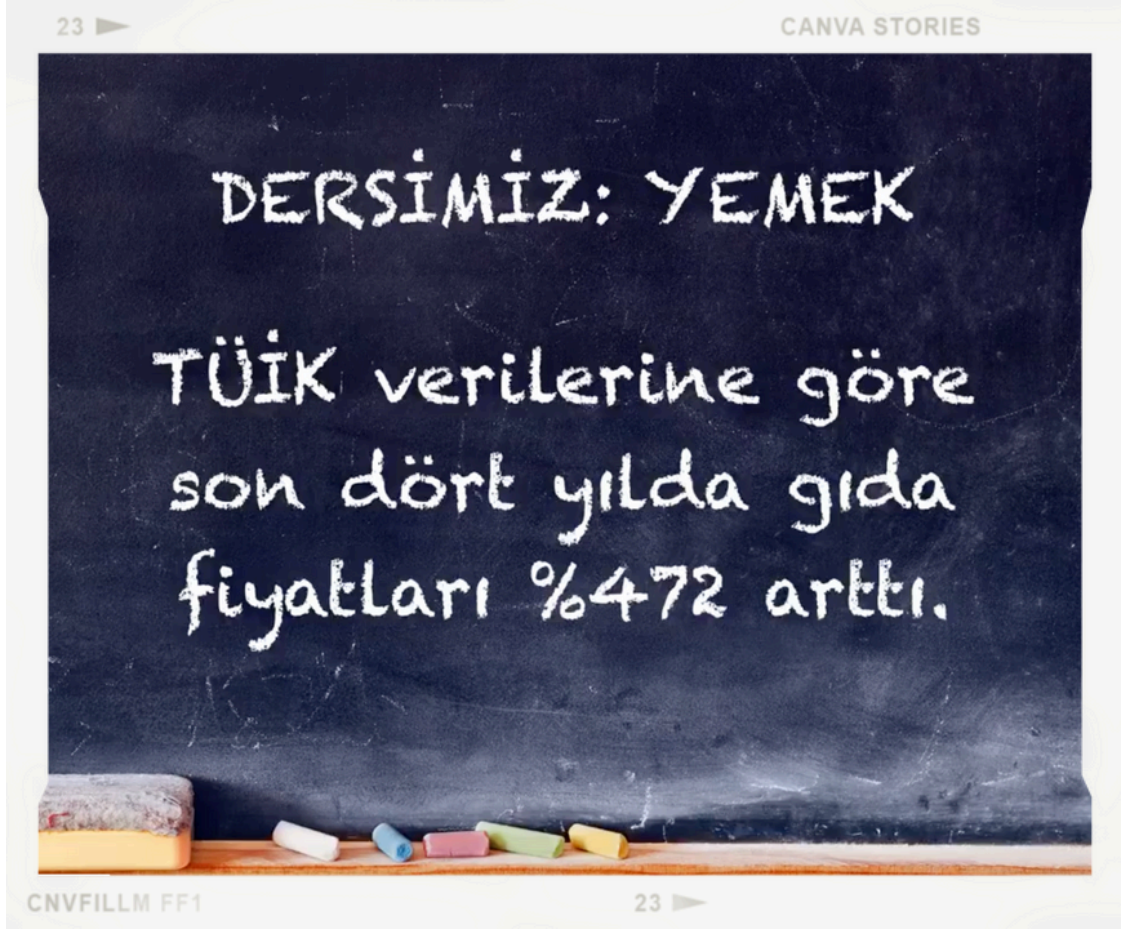 23
CANVA STORIES
DERSİMİZ: YEMEK
TÜİK verilerine göre
son dört yılda gıda
fiyatları %472 arttı.
CNVFILLM FF1
23